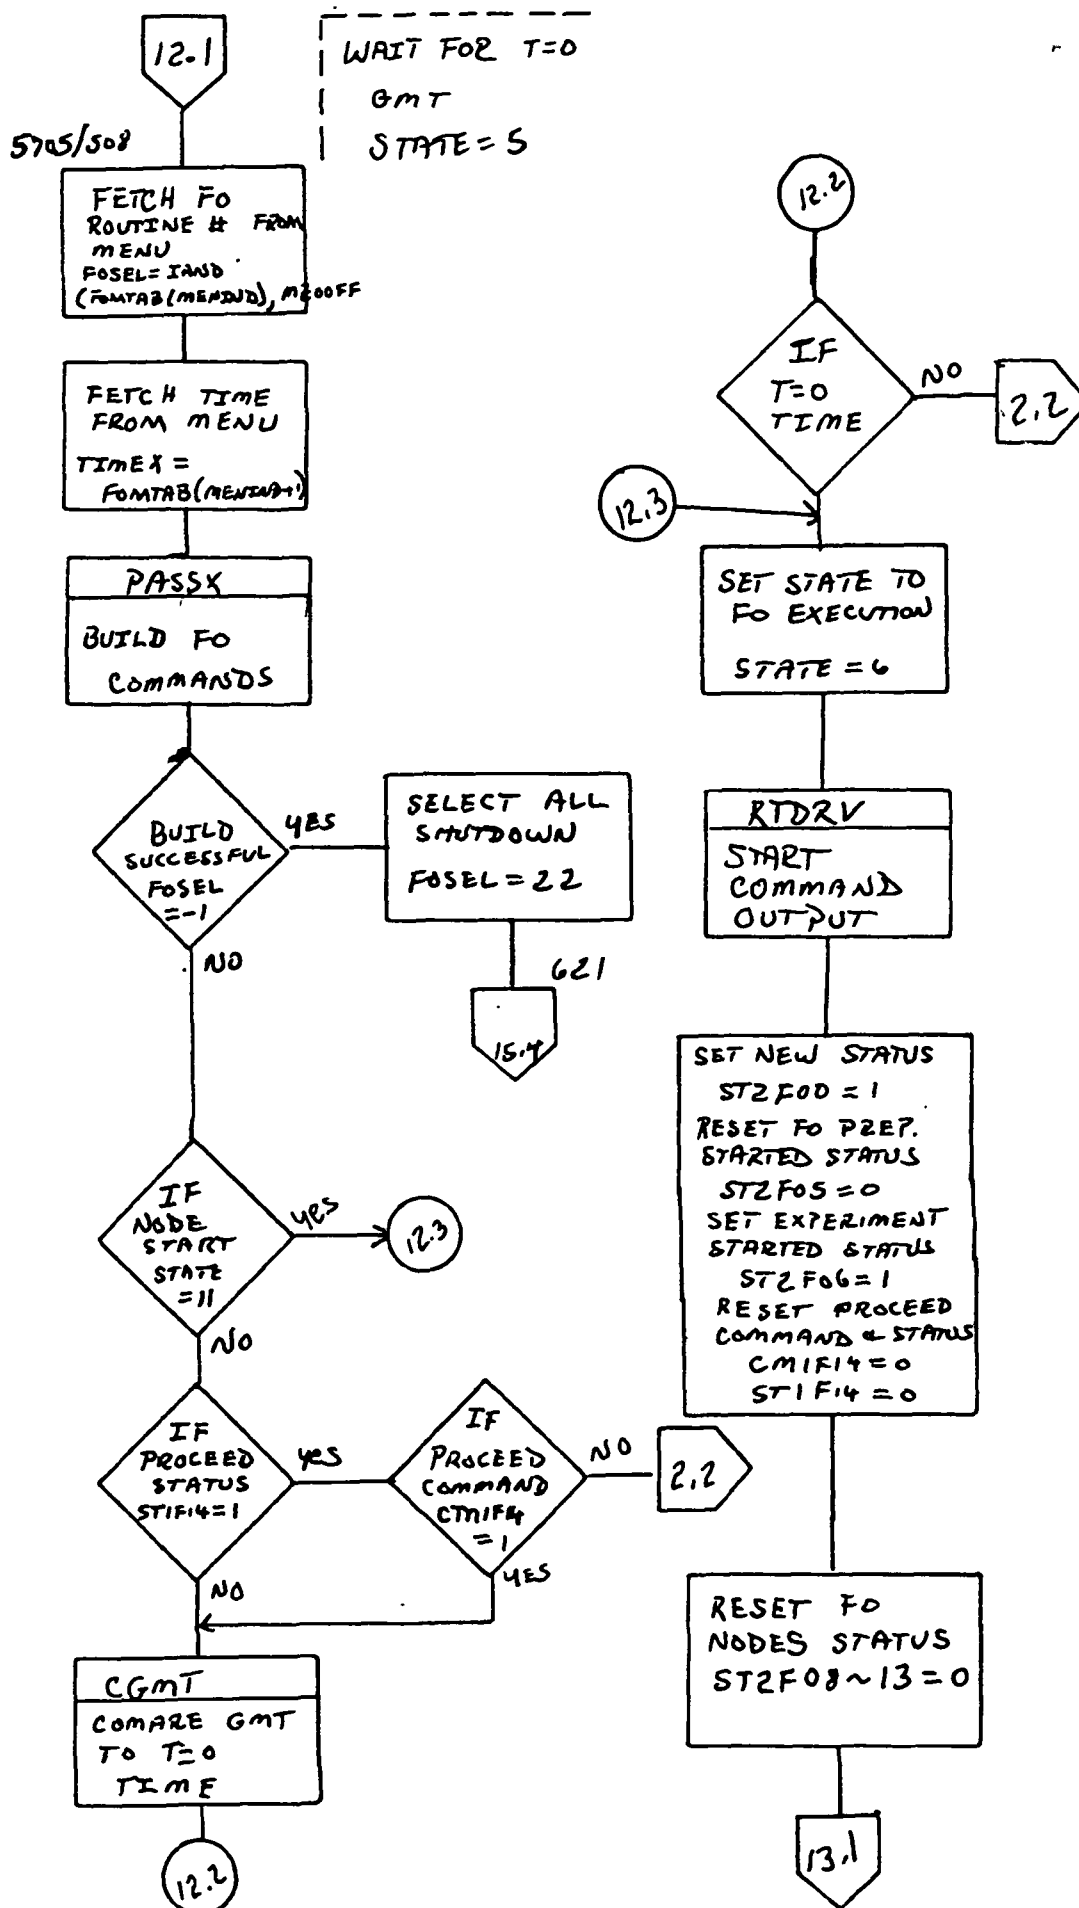 12.1
WAIT FOR T=0
GMT
STATE = 5
5705/508
FETCH FO
ROUTINE # FROM
MENU
FOSEL = IAND
(FOMTAB(MENIND), MZ00FF
FETCH TIME
FROM MENU
TIMEX =
FOMTAB(MENIND+1)
PASSX
BUILD FO
COMMANDS
BUILD
SUCCESSFUL
FOSEL
=-1
YES
NO
SELECT ALL
SHUTDOWN
FOSEL = 22
621
15.4
IF
NODE
START
STATE
=11
YES
12.3
NO
IF
PROCEED
STATUS
ST1F14=1
YES
NO
IF
PROCEED
COMMAND
CM1F14
=1
NO
2.2
YES
CGMT
COMARE GMT
TO T=0
TIME
12.2
12.2
IF
T=0
TIME
NO
2.2
12.3
SET STATE TO
FO EXECUTION
STATE = 6
RTDRV
START
COMMAND
OUTPUT
SET NEW STATUS
ST2F00 = 1
RESET FO PREP.
STARTED STATUS
ST2F05 = 0
SET EXPERIMENT
STARTED STATUS
ST2F06 = 1
RESET PROCEED
COMMAND & STATUS
CM1F14 = 0
ST1F14 = 0
RESET FO
NODES STATUS
ST2F08~13 = 0
13.1